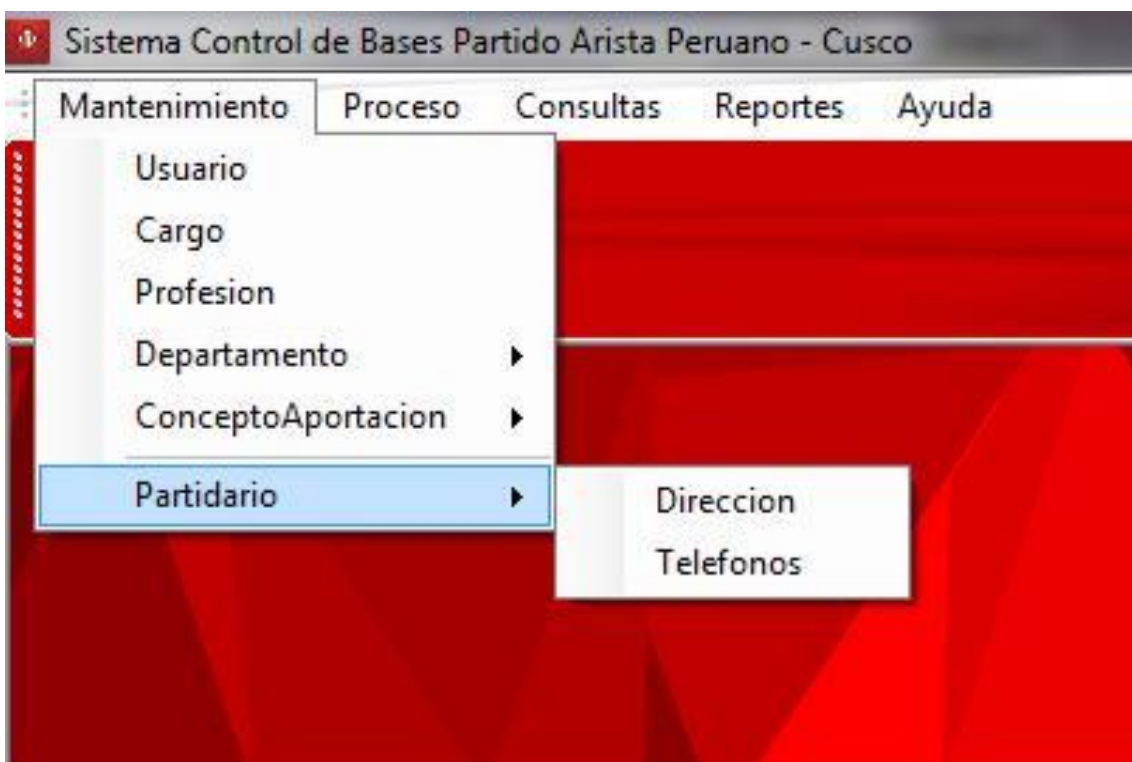 Sistema Control de Bases Partido Arista Peruano - Cusco
Mantenimiento Proceso Consultas Reportes Ayuda
Usuario
Cargo
Profesion
Departamento
ConceptoAportacion
Partidario
Direccion
Telefonos